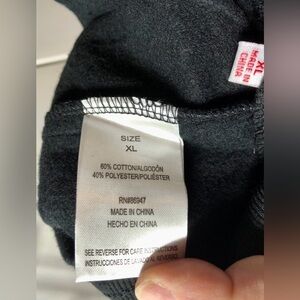 XL
MADE IN
CHINA
SIZE
XL
60% COTTON/ALGODÓN
40% POLYESTER/POLIÉSTER
RN#86947
MADE IN CHINA
HECHO EN CHINA
SEE REVERSE FOR CARE INSTRUCTIONS
INSTRUCCIONES DE LAVADO AL REVERSO